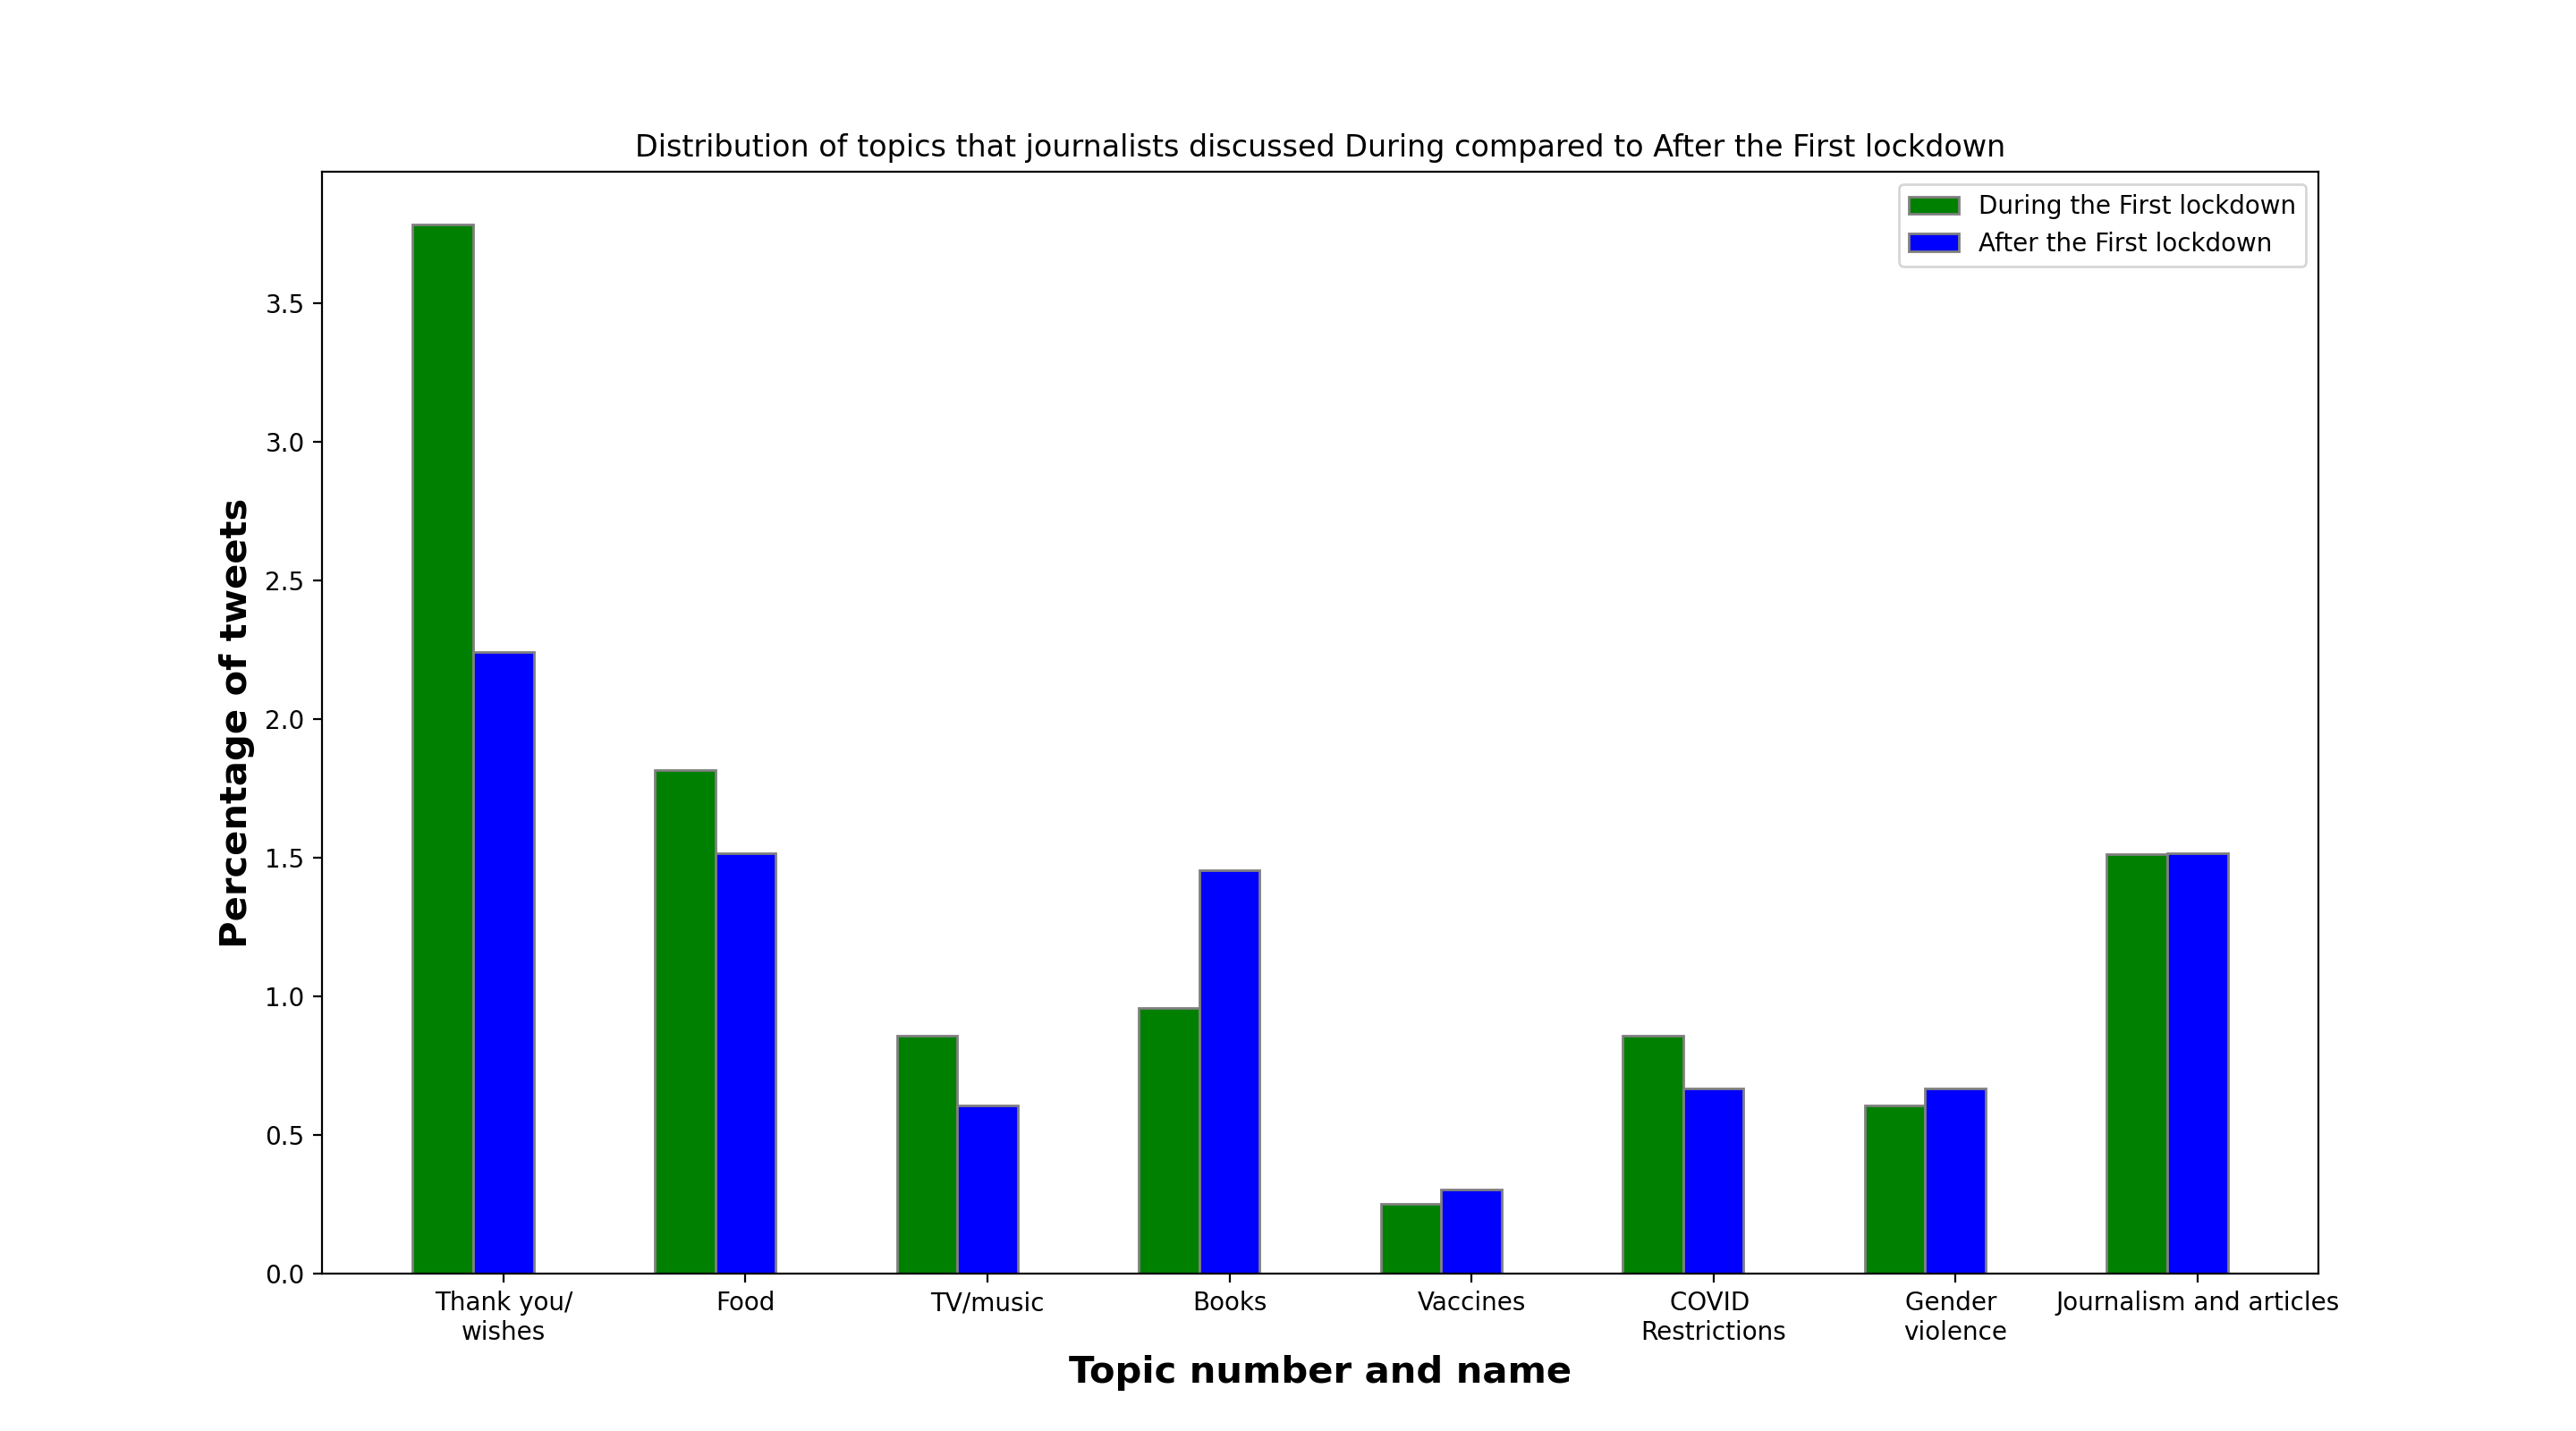 Distribution of topics that journalists discussed During compared to After the First lockdown
During the First lockdown
After the First lockdown
Percentage of tweets
3.5
3.0
2.5
2.0
1.5
1.0
0.5
0.0
Thank you/
wishes
Food
TV/music
Books
Vaccines
COVID
Restrictions
Gender
violence
Journalism and articles
Topic number and name